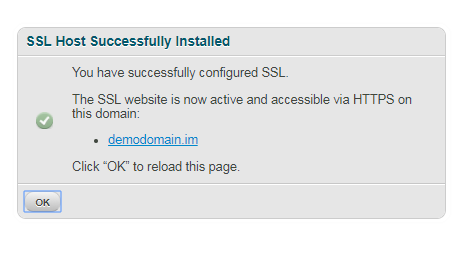 SSL Host Successfully Installed
You have successfully configured SSL.
The SSL website is now active and accessible via HTTPS on
this domain:
• demodomain.im
Click “OK” to reload this page.
OK